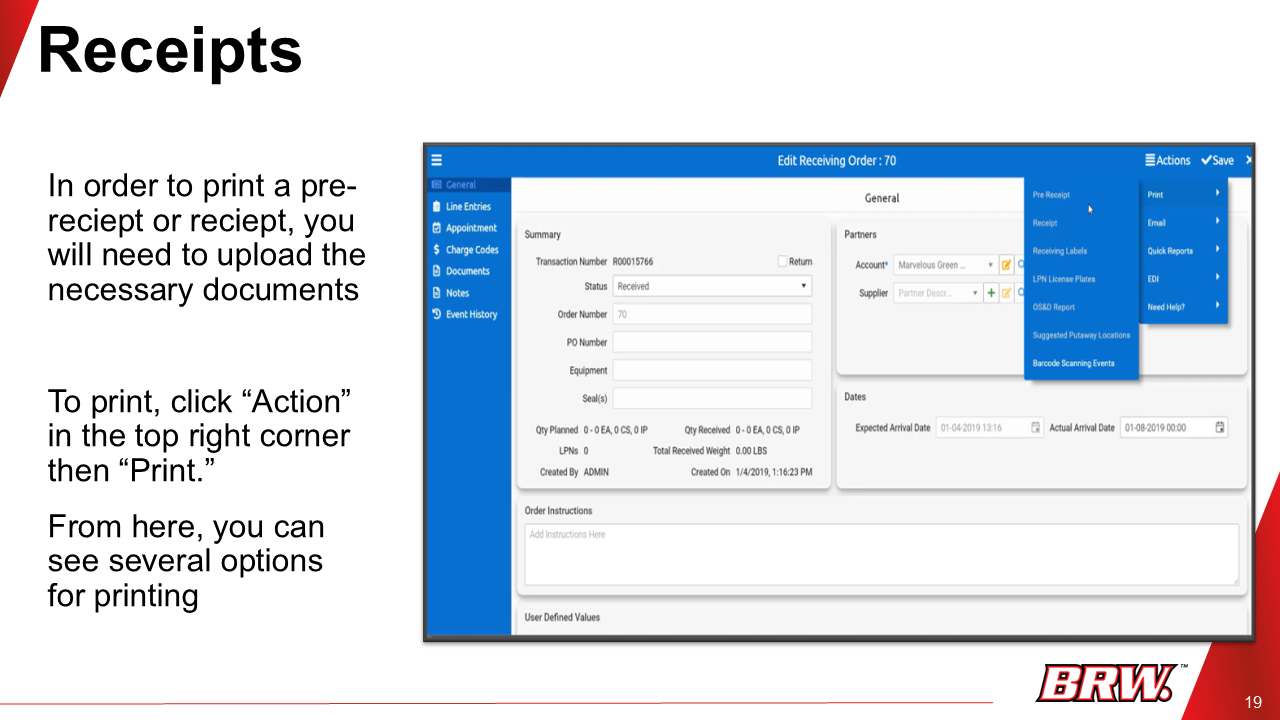 Receipts
In order to print a pre-
reciept or reciept, you
will need to upload the
necessary documents
To print, click “Action”
in the top right corner
then “Print.”
From here, you can
see several options
for printing
Edit Receiving Order : 70
Actions
Save
General
Line Entries
Appointment
Charge Codes
Documents
Notes
Event History
General
Summary
Transaction Number R00015766
Return
Status Received
Order Number 70
PO Number
Equipment
Seal(s)
Qty Planned 0 - 0 EA, 0 CS, 0 IP
Qty Received 0 - 0 EA, 0 CS, 0 IP
LPNs 0
Total Received Weight 0.00 LBS
Created By ADMIN
Created On 1/4/2019, 1:16:23 PM
Partners
Account* Marvelous Green ...
Supplier Partner Descr...
Pre Receipt
Receipt
Receiving Labels
LPN License Plates
OS&D Report
Suggested Putaway Locations
Barcode Scanning Events
Print
Email
Quick Reports
EDI
Need Help?
Dates
Expected Arrival Date 01-04-2019 13:16
Actual Arrival Date 01-08-2019 00:00
Order Instructions
Add Instructions Here
User Defined Values
BRW.™
19